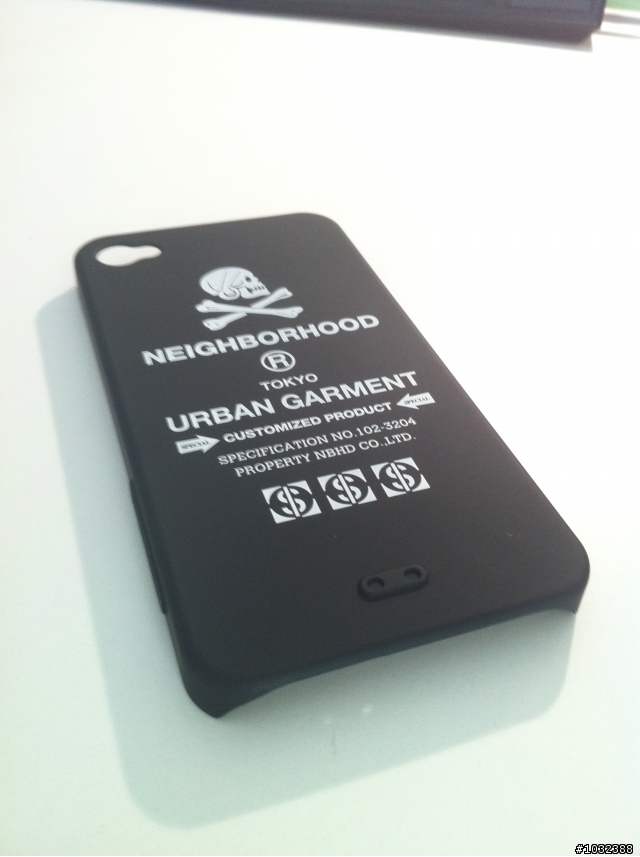 NEIGHBORHOOD
®
TOKYO
URBAN GARMENT
SPECIAL CUSTOMIZED PRODUCT SPECIAL
SPECIFICATION NO.102-3204
PROPERTY NBHD CO.,LTD.
#1032388